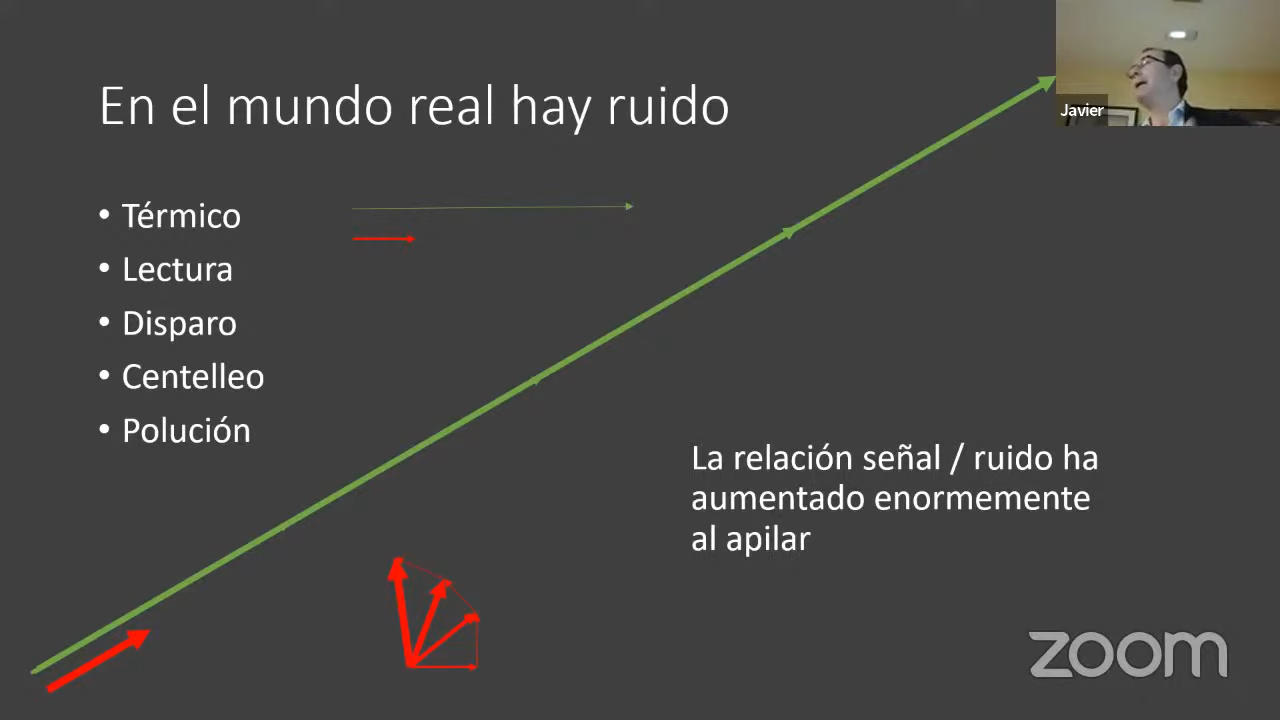 En el mundo real hay ruido
Javier
• Térmico
• Lectura
• Disparo
• Centelleo
• Polución
La relación señal / ruido ha
aumentado enormemente
al apilar
zoom